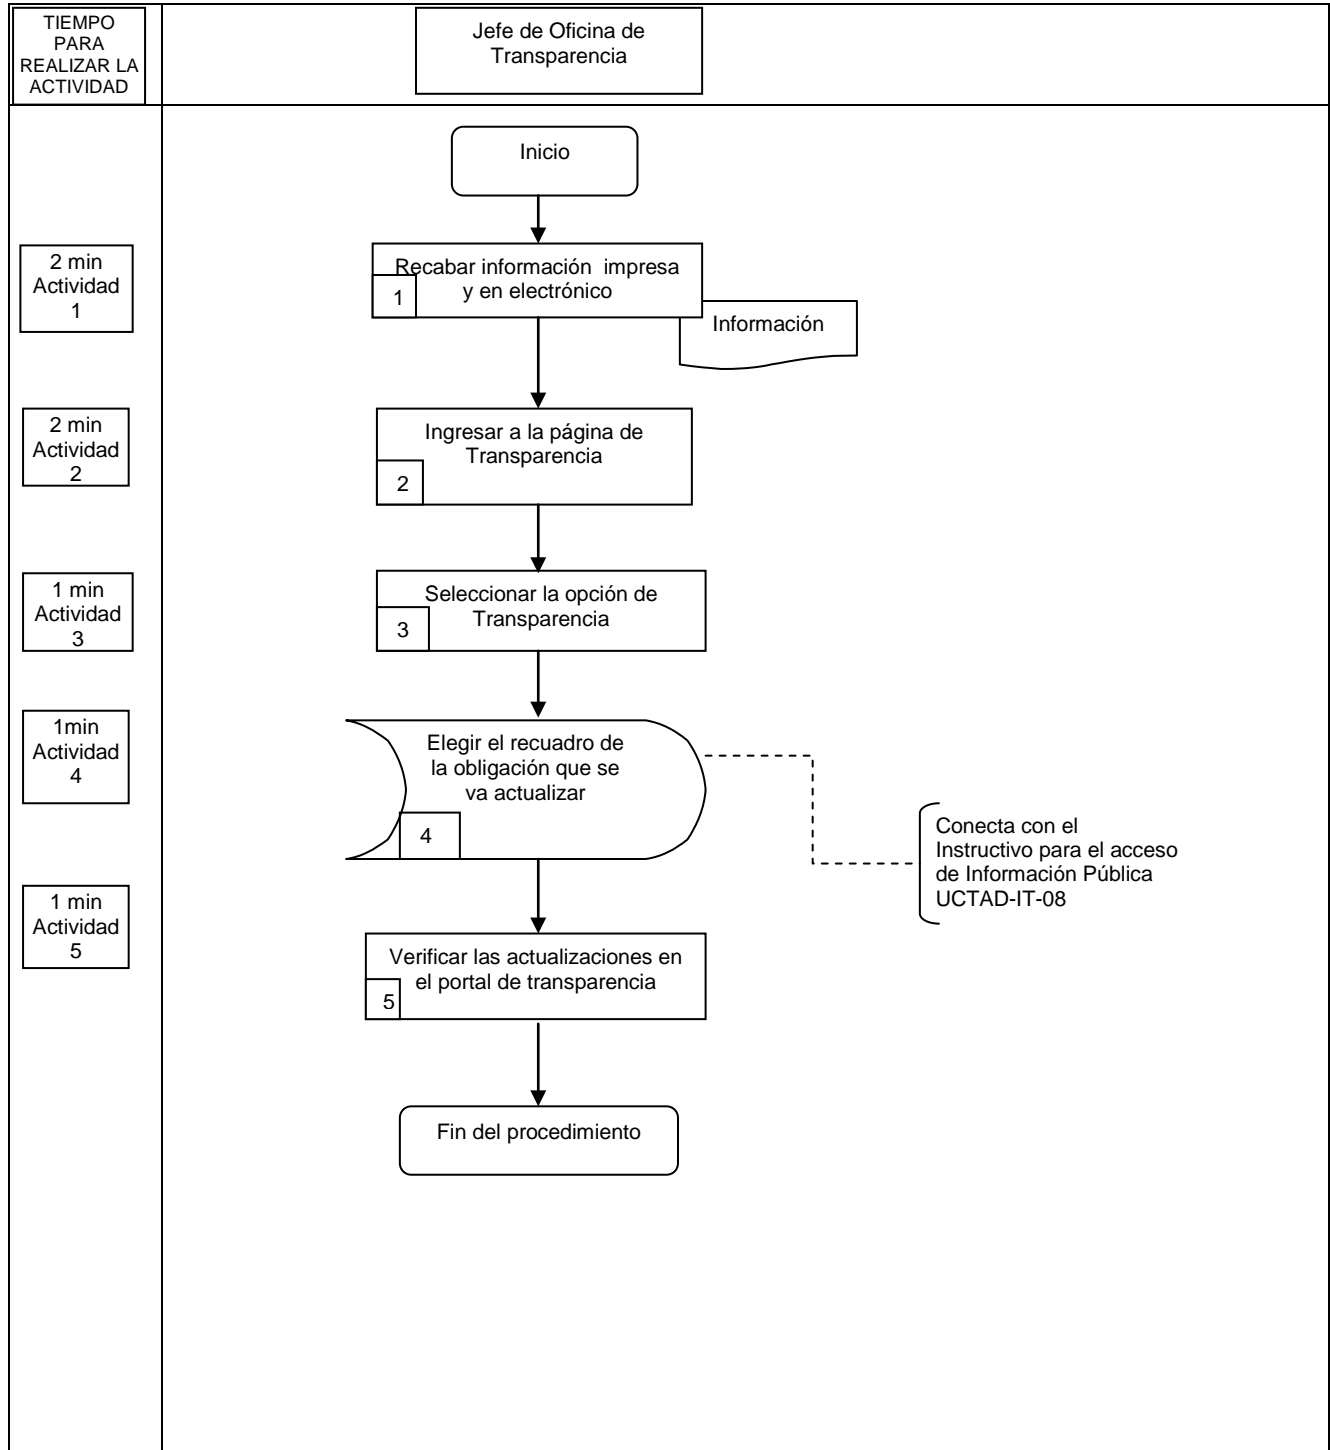 TIEMPO
PARA
REALIZAR LA
ACTIVIDAD
Jefe de Oficina de
Transparencia
Inicio
2 min
Actividad
1
Recabar información impresa
y en electrónico
1
Información
2 min
Actividad
2
Ingresar a la página de
Transparencia
2
1 min
Actividad
3
Seleccionar la opción de
Transparencia
3
1min
Actividad
4
Elegir el recuadro de
la obligación que se
va actualizar
4
Conecta con el
Instructivo para el acceso
de Información Pública
UCTAD-IT-08
1 min
Actividad
5
Verificar las actualizaciones en
el portal de transparencia
5
Fin del procedimiento